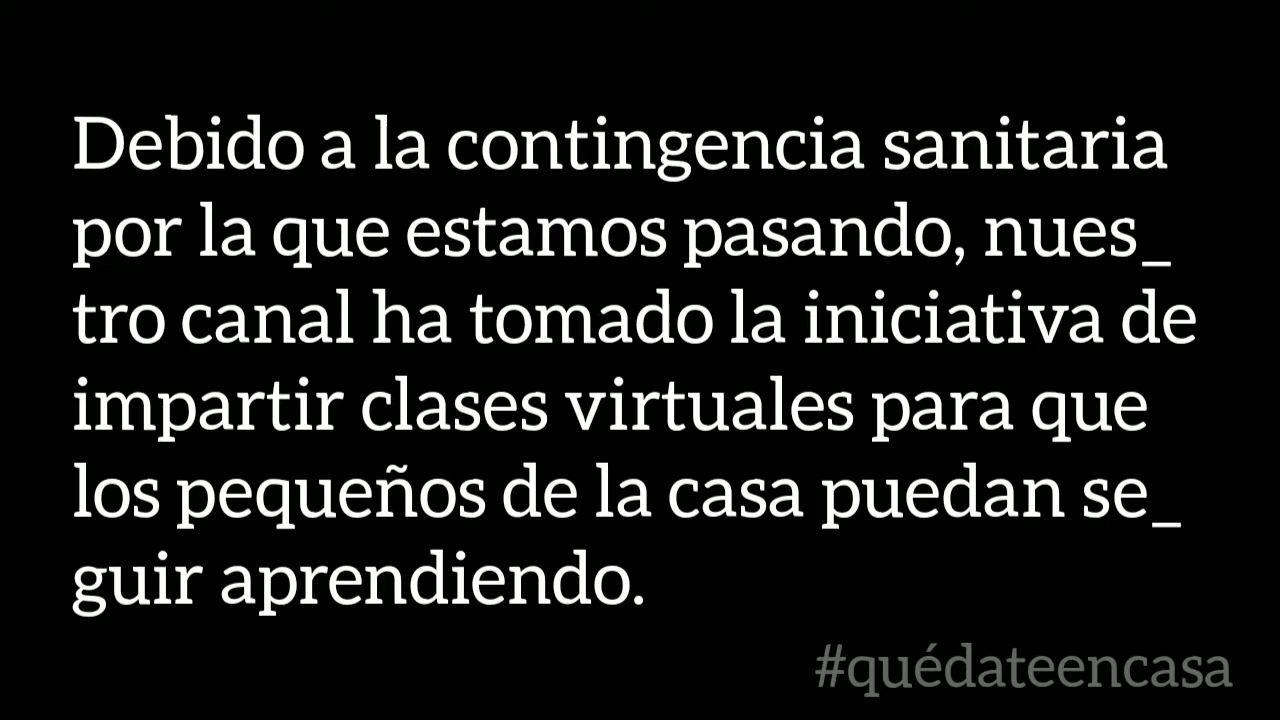 Debido a la contingencia sanitaria
por la que estamos pasando, nues_
tro canal ha tomado la iniciativa de
impartir clases virtuales para que
los pequeños de la casa puedan se_
guir aprendiendo.
#quédateencasa